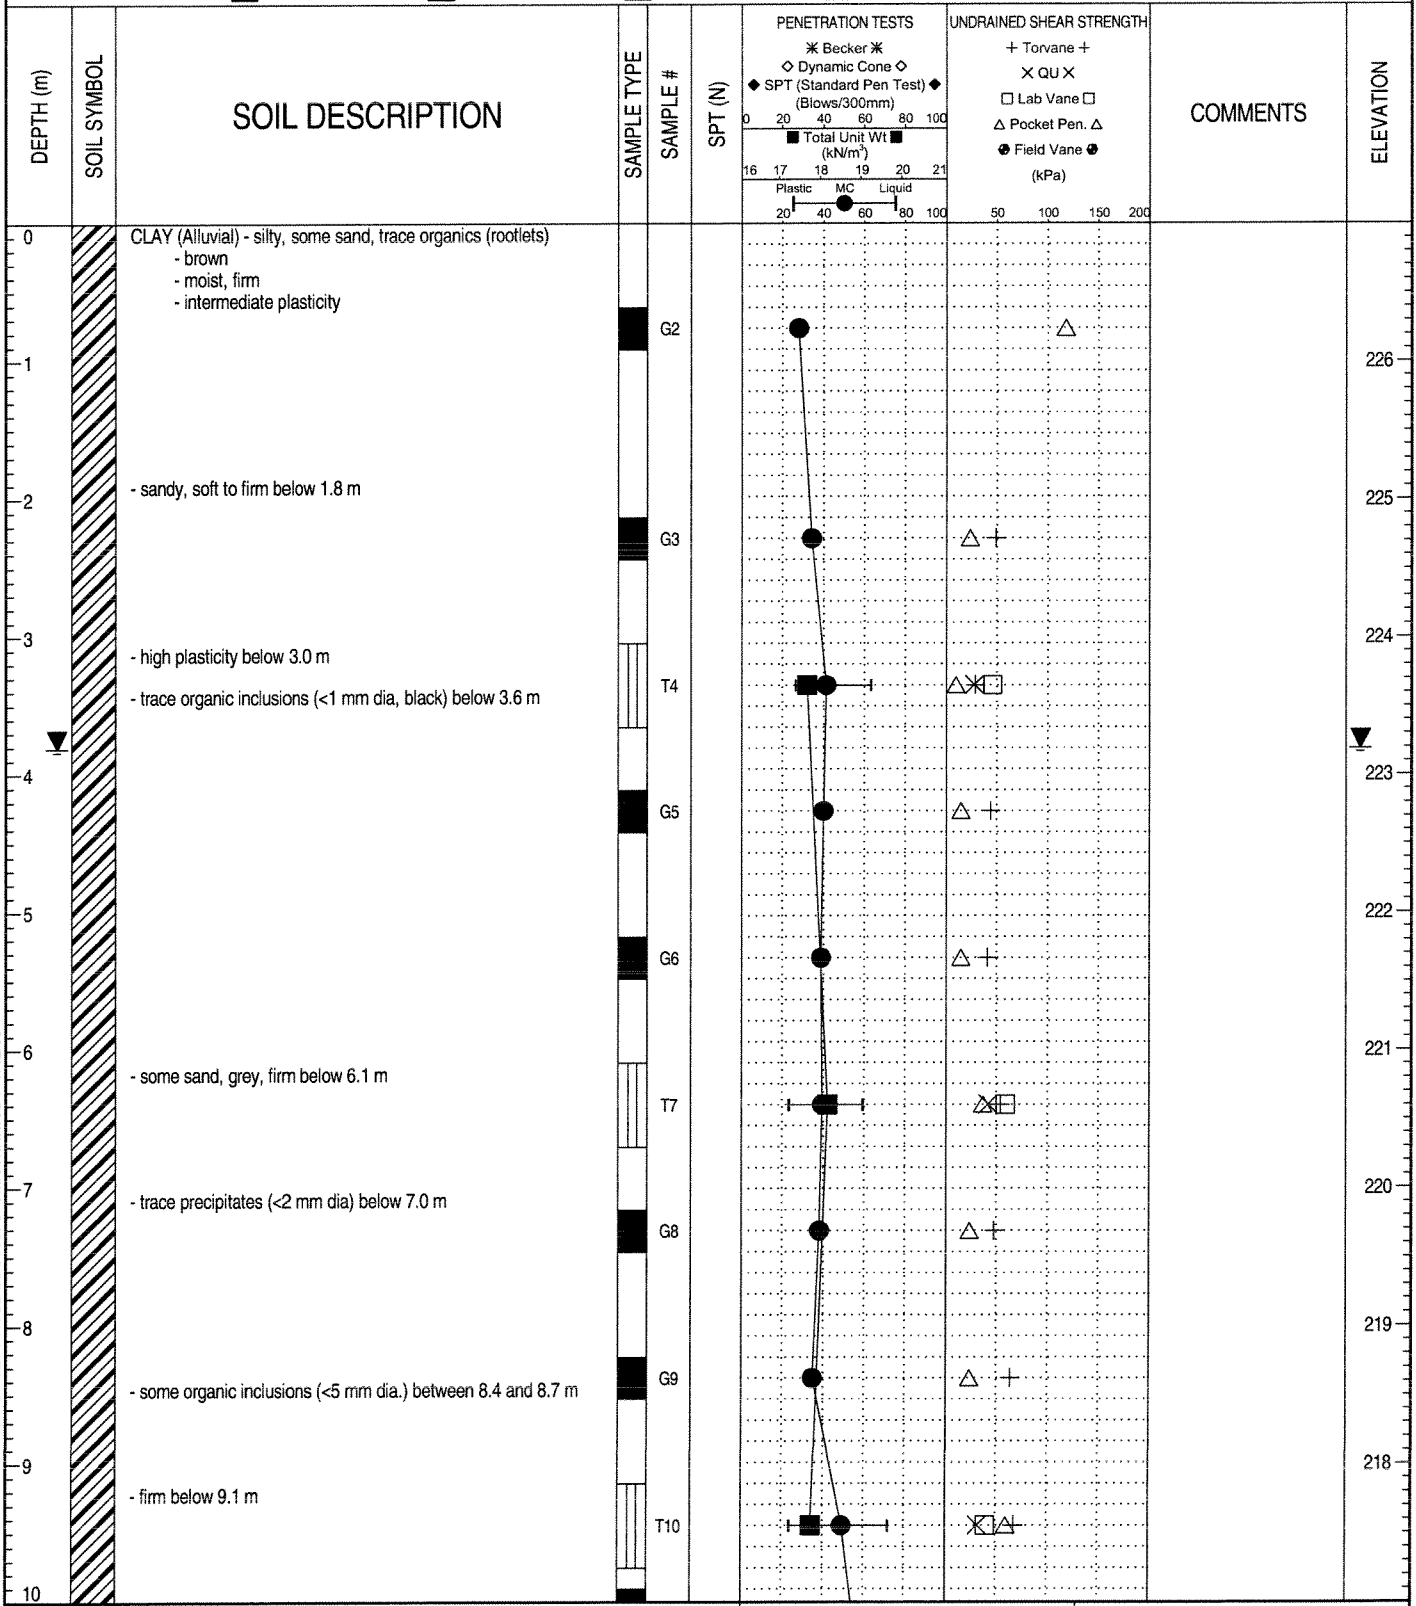 DEPTH (m)
SOIL SYMBOL
SOIL DESCRIPTION
SAMPLE TYPE
SAMPLE #
SPT (N)
PENETRATION TESTS
Becker
Dynamic Cone
SPT (Standard Pen Test)
(Blows/300mm)
0 20 40 60 80 100
Total Unit Wt
(kN/m³)
16 17 18 19 20 21
Plastic MC Liquid
20 40 60 80 100
UNDRAINED SHEAR STRENGTH
+ Torvane +
× QU ×
□ Lab Vane □
△ Pocket Pen. △
Field Vane
(kPa)
50 100 150 200
COMMENTS
ELEVATION
0
CLAY (Alluvial) - silty, some sand, trace organics (rootlets)
- brown
- moist, firm
- intermediate plasticity
G2
1
226
- sandy, soft to firm below 1.8 m
2
225
G3
3
224
- high plasticity below 3.0 m
T4
- trace organic inclusions (<1 mm dia, black) below 3.6 m
4
223
G5
5
222
G6
6
221
- some sand, grey, firm below 6.1 m
T7
7
220
- trace precipitates (<2 mm dia) below 7.0 m
G8
8
219
G9
- some organic inclusions (<5 mm dia.) between 8.4 and 8.7 m
9
218
- firm below 9.1 m
T10
10